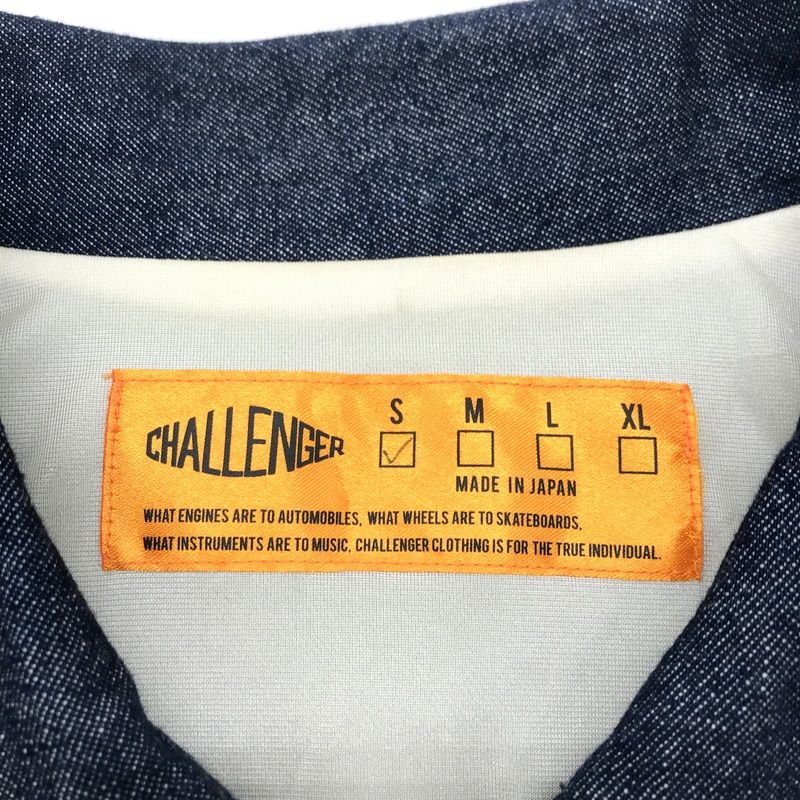 CHALLENGER
S M L XL
MADE IN JAPAN
WHAT ENGINES ARE TO AUTOMOBILES, WHAT WHEELS ARE TO SKATEBOARDS,
WHAT INSTRUMENTS ARE TO MUSIC, CHALLENGER CLOTHING IS FOR THE TRUE INDIVIDUAL.